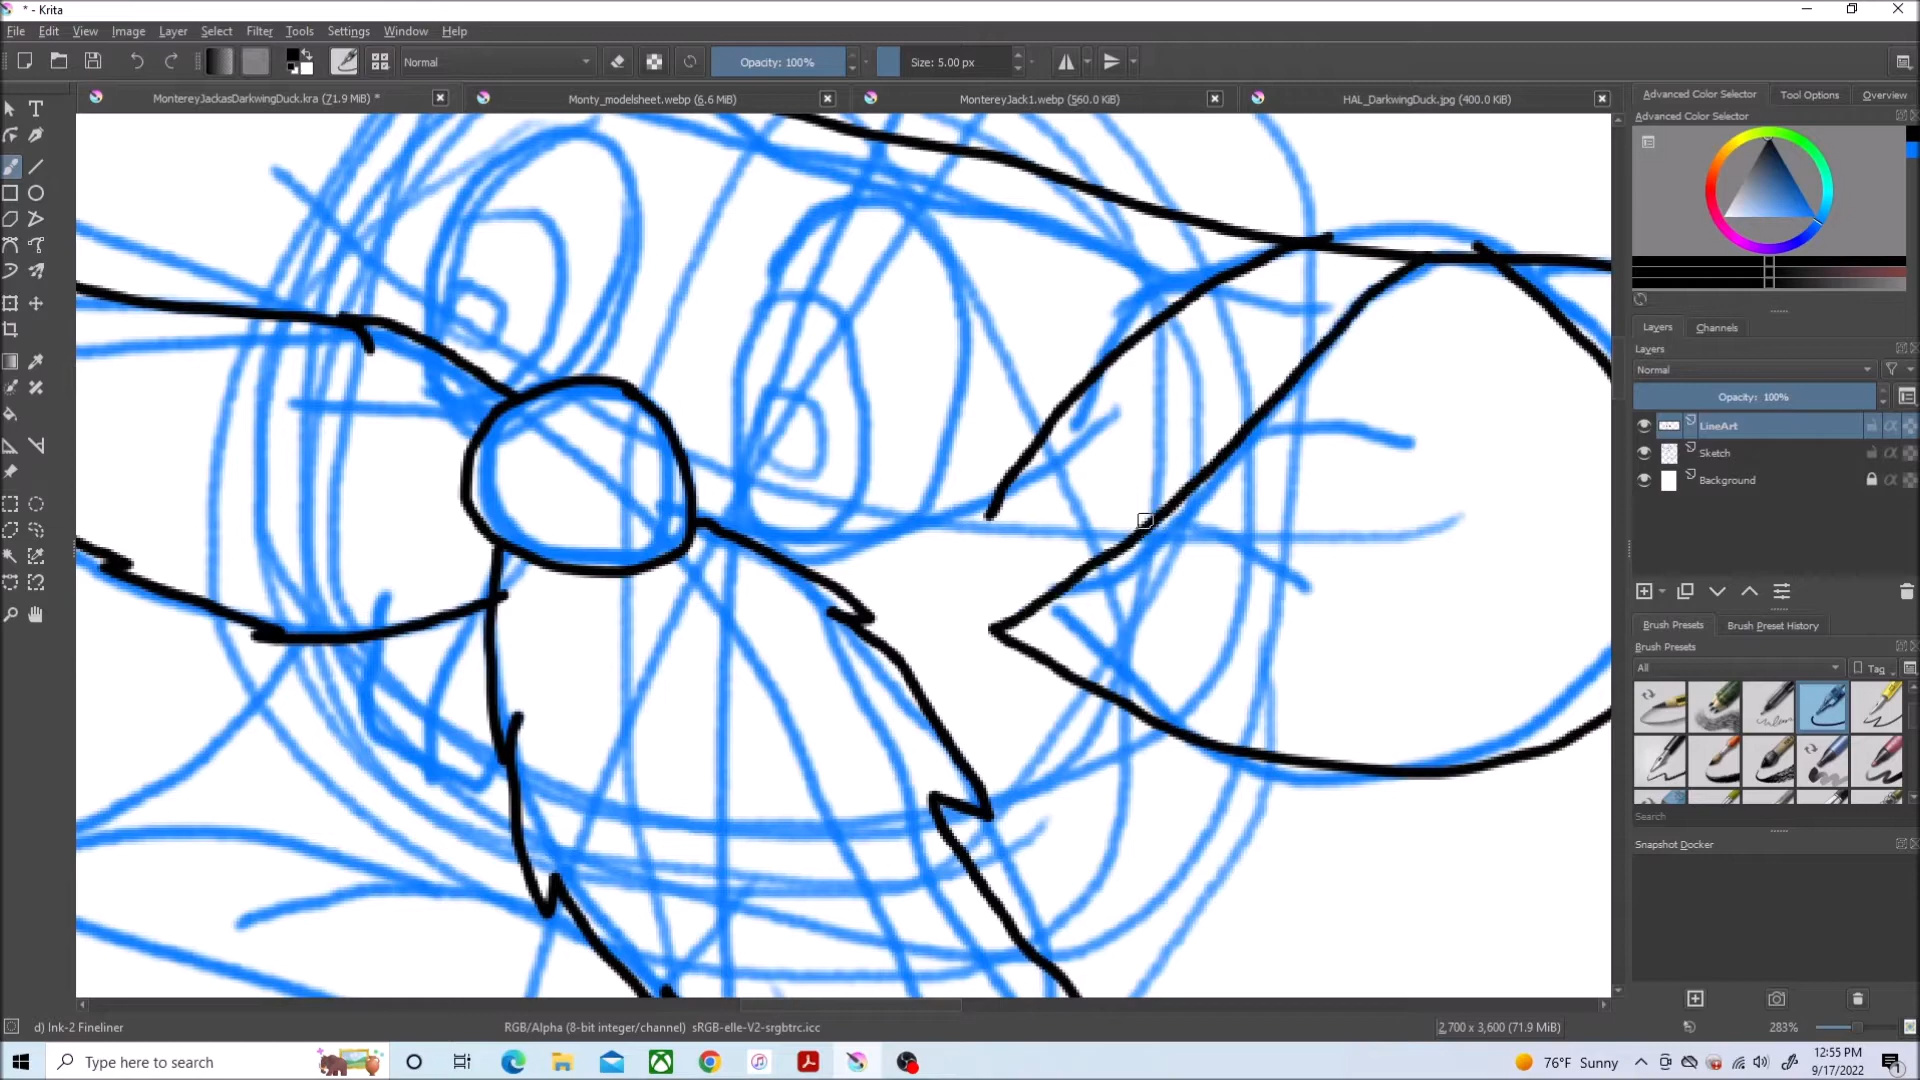 * - Krita
File Edit View Image Layer Select Filter Tools Settings Window Help
Normal Opacity: 100% Size: 5.00 px
MontereyJackasDarkwingDuck.kra (71.9 MiB) * Monty_modelsheet.webp (6.6 MiB) MontereyJack1.webp (560.0 KiB) HAL_DarkwingDuck.jpg (400.0 KiB)
Advanced Color Selector Tool Options Overview
Advanced Color Selector
Layers Channels
Layers
Normal
Opacity: 100%
LineArt
Sketch
Background
Brush Presets Brush Preset History
Brush Presets
All Tag
Search
Snapshot Docker
d) Ink-2 Fineliner RGB/Alpha (8-bit integer/channel) sRGB-elle-V2-srgbtrc.icc 2,700 x 3,600 (71.9 MiB) 283%
Type here to search 76°F Sunny 12:55 PM
9/17/2022 1